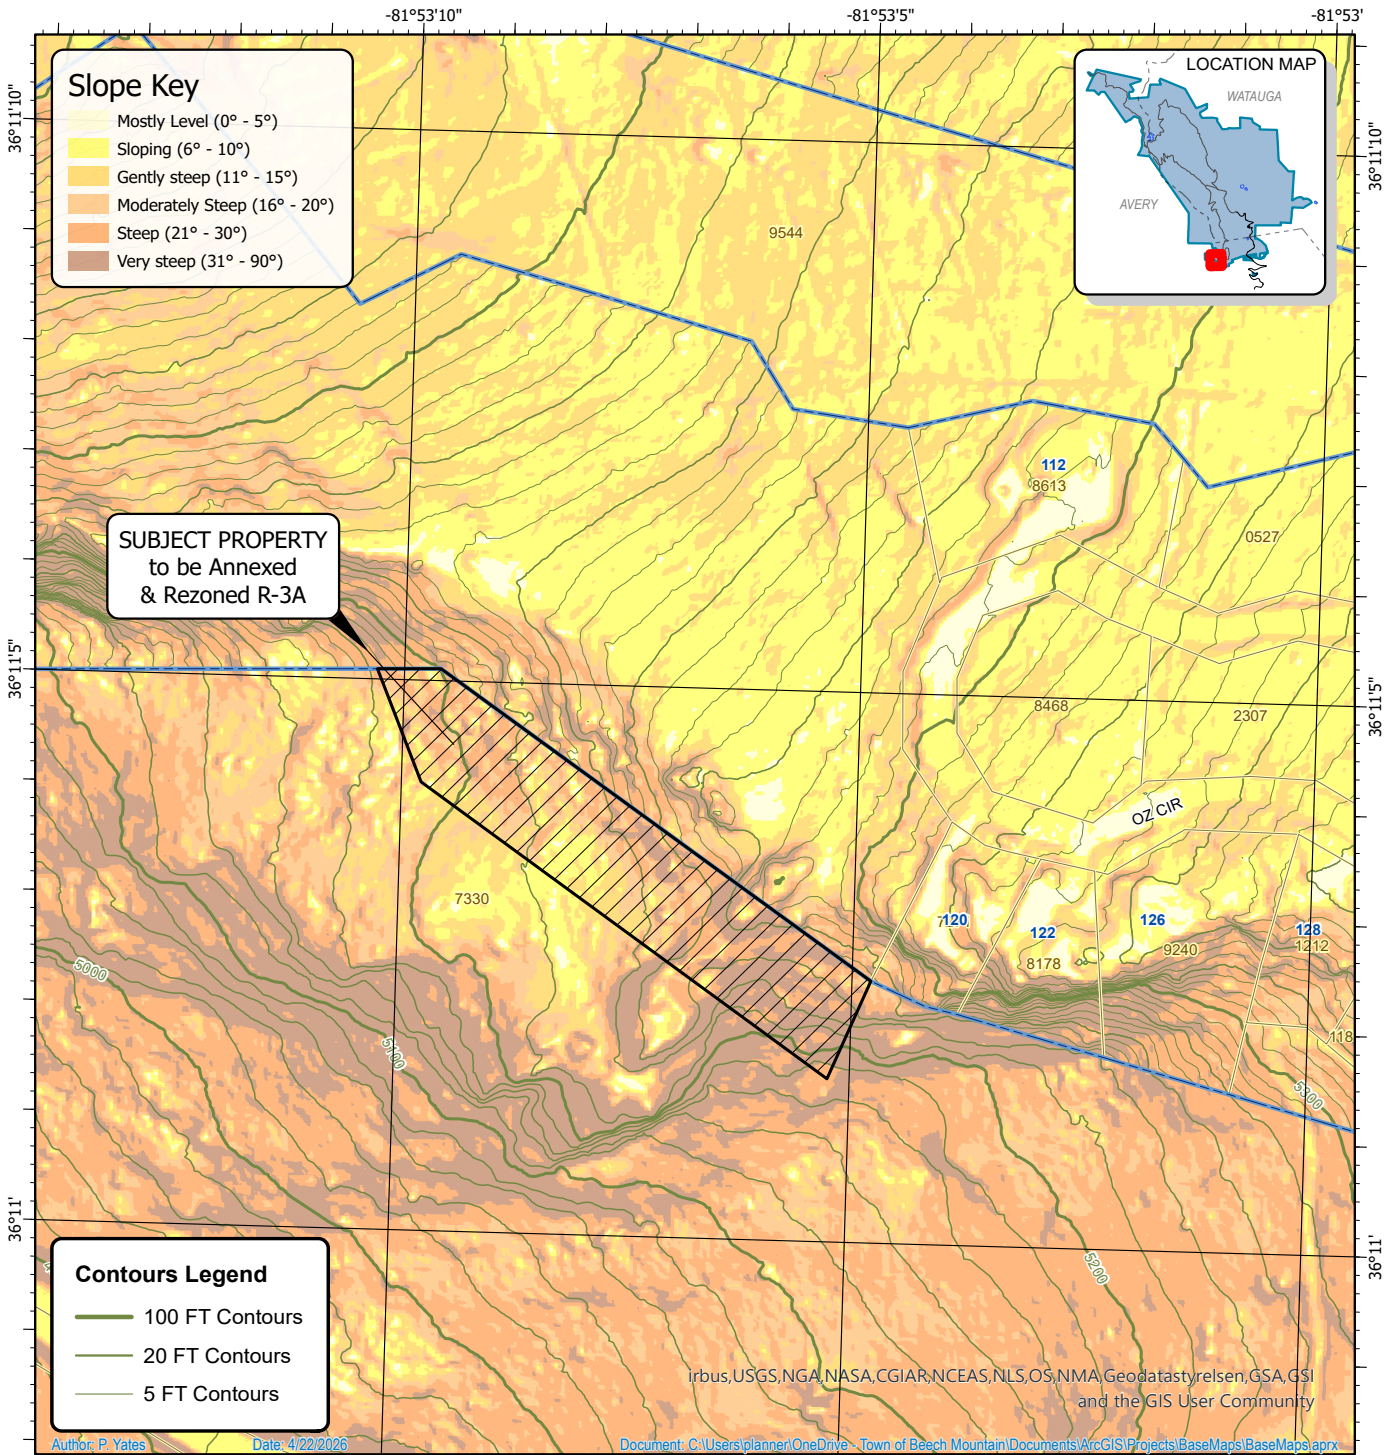 -81°53'10"
-81°53'5"
-81°53'
36°11'10"
36°11'10"
Slope Key
Mostly Level (0° - 5°)
Sloping (6° - 10°)
Gently steep (11° - 15°)
Moderately Steep (16° - 20°)
Steep (21° - 30°)
Very steep (31° - 90°)
LOCATION MAP
WATAUGA
AVERY
9544
112
8613
0527
SUBJECT PROPERTY
to be Annexed
& Rezoned R-3A
36°11'5"
36°11'5"
8468
2307
OZ CIR
7330
120
122
126
128
1212
9240
8178
118
5000
5100
5300
5200
36°11'
36°11'
Contours Legend
100 FT Contours
20 FT Contours
5 FT Contours
irbus,USGS,NGA,NASA,CGIAR,NCEAS,NLS,OS,NMA,Geodatastyrelsen,GSA,GSI
and the GIS User Community
Author: P. Yates
Date: 4/22/2026
Document: C:\Users\planner\OneDrive - Town of Beech Mountain\Documents\ArcGIS\Projects\BaseMaps\BaseMaps.aprx